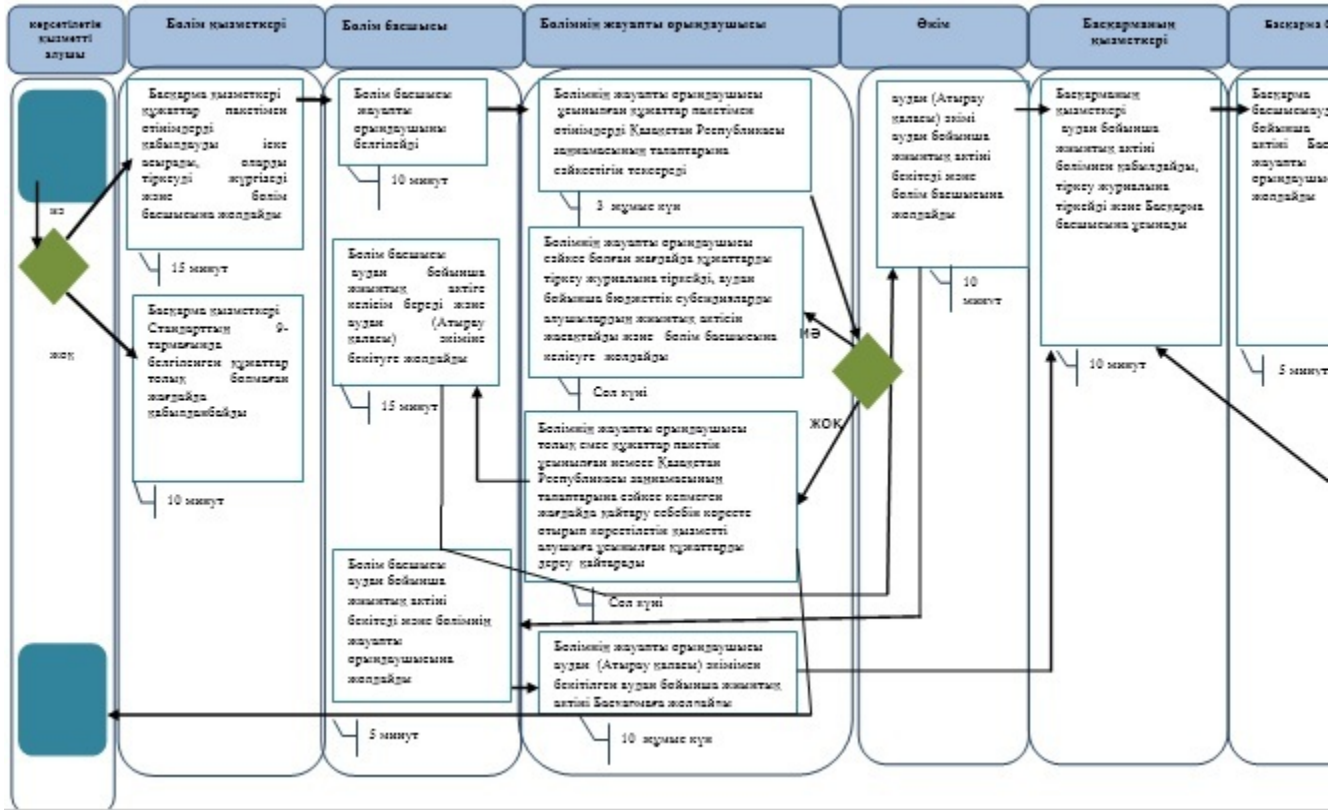 көрсетілетін
қызметті
алушы
Бөлім қызметкері
Бөлім басшысы
Бөлімнің жауапты орындаушысы
Әкім
Басқарманың
қызметкері
Басқарма
Басқарма қызметкері
құжаттар пакетімен
өтінімдерді
қабылдауды іске
асырады, оларды
тіркеуді жүргізеді
және бөлім
басшысына жолдайды
15 минут
Басқарма қызметкері
Стандарттың 9-
тармағында
белгіленген құжаттар
толық болмаған
жағдайда
қабылданбайды
10 минут
иә
жоқ
Бөлім басшысы
жауапты
орындаушыны
белгілейді
10 минут
Бөлім басшысы
аудан бойынша
жиынтық актіге
келісім береді және
аудан (Атырау
қаласы) әкіміне
бекітуге жолдайды
15 минут
Бөлім басшысы
аудан бойынша
жиынтық актіні
бекітеді және бөлімнің
жауапты
орындаушысына
жолдайды
5 минут
Бөлімнің жауапты орындаушысы
ұсынылған құжаттар пакетімен
өтінімдерді Қазақстан Республикасы
заңнамасының талаптарына
сәйкестігін тексереді
3 жұмыс күн
Бөлімнің жауапты орындаушысы
сәйкес болған жағдайда құжаттарды
тіркеу журналына тіркейді, аудан
бойынша бюджеттік субсидияларды
алушылардың жиынтық актісін
жасақтайды және бөлім басшысына
келісуге жолдайды
Сол күні
Бөлімнің жауапты орындаушысы
толық емес құжаттар пакетін
ұсынылған немесе Қазақстан
Республикасы заңнамасының
талаптарына сәйкес келмеген
жағдайда қайтару себебін көрсете
отырып көрсетілетін қызметті
алушыға ұсынылған құжаттарды
дереу қайтарады
Сол күні
Бөлімнің жауапты орындаушысы
аудан (Атырау қаласы) әкімімен
бекітілген аудан бойынша жиынтық
актіні Басқармаға жолдайды
10 жұмыс күн
иә
жоқ
аудан (Атырау
қаласы) әкімі
аудан бойынша
жиынтық актіні
бекітеді және
бөлім басшысына
жолдайды
10
минут
Басқарманың
қызметкері
аудан бойынша
жиынтық актіні
бөлімнен қабылдайды,
тіркеу журналына
тіркейді және Басқарма
басшысына ұсынады
10 минут
Басқарма
бойынша
актіні
жауапты
жолдайды
5 минут